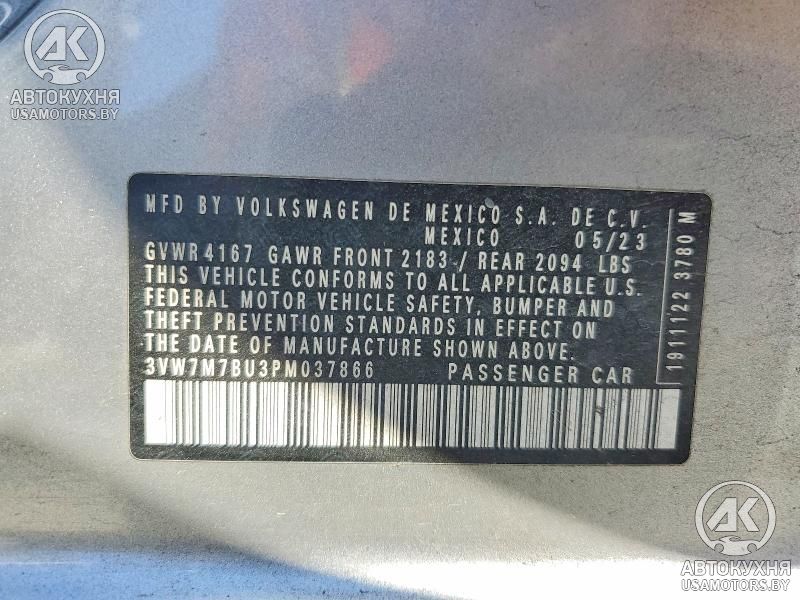 AK
АВТОКУХНЯ
USAMOTORS.BY
MFD BY VOLKSWAGEN DE MEXICO S.A. DE C.V.
MEXICO 05/23
GVWR 4167 GAWR FRONT 2183 / REAR 2094 LBS
THIS VEHICLE CONFORMS TO ALL APPLICABLE U.S.
FEDERAL MOTOR VEHICLE SAFETY, BUMPER AND
THEFT PREVENTION STANDARDS IN EFFECT ON
THE DATE OF MANUFACTURE SHOWN ABOVE.
3VW7M7BU3PM037866 PASSENGER CAR
1911122 3780 M
AK
АВТОКУХНЯ
USAMOTORS.BY